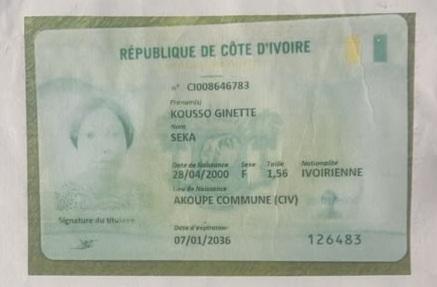 RÉPUBLIQUE DE CÔTE D'IVOIRE
n° CI008646783
Prénom(s)
KOUSSO GINETTE
Nom
SEKA
Date de Naissance Sexe Taille Nationalité
28/04/2000 F 1,56 IVOIRIENNE
Lieu de Naissance
AKOUPE COMMUNE (CIV)
Signature du titulaire
Date d'expiration
07/01/2036
126483